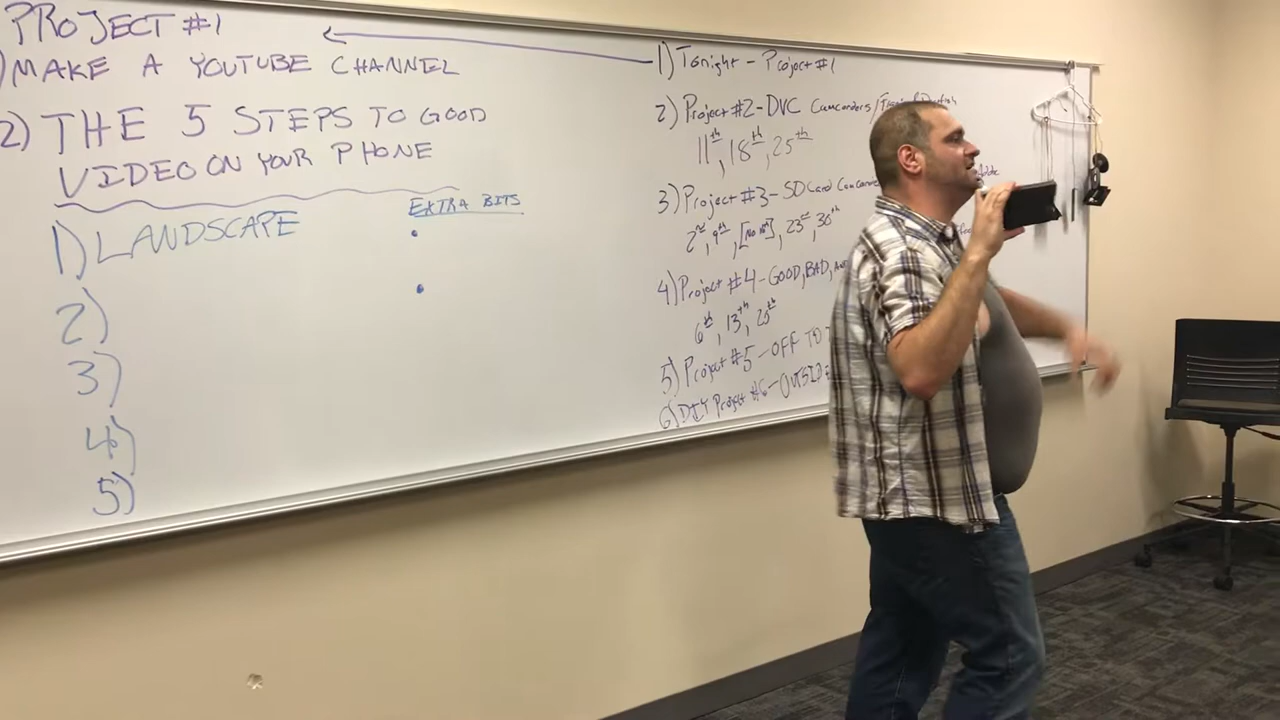 PROJECT #1
) MAKE A YOUTUBE CHANNEL
2) THE 5 STEPS TO GOOD
VIDEO ON YOUR PHONE
1) LANDSCAPE
2)
3)
4)
5)
EXTRA BITS
1) Tonight - Project #1
2) Project #2 - DVC Camcorders/
11th, 18th, 25th
3) Project #3 - SD Card
2nd, 9th, 23rd, 30th
4) Project #4 - GOOD, BAD,
6th, 13th, 20th
5) Project #5 - OFF TO
6) DIY Project #6 - OUTSIDE